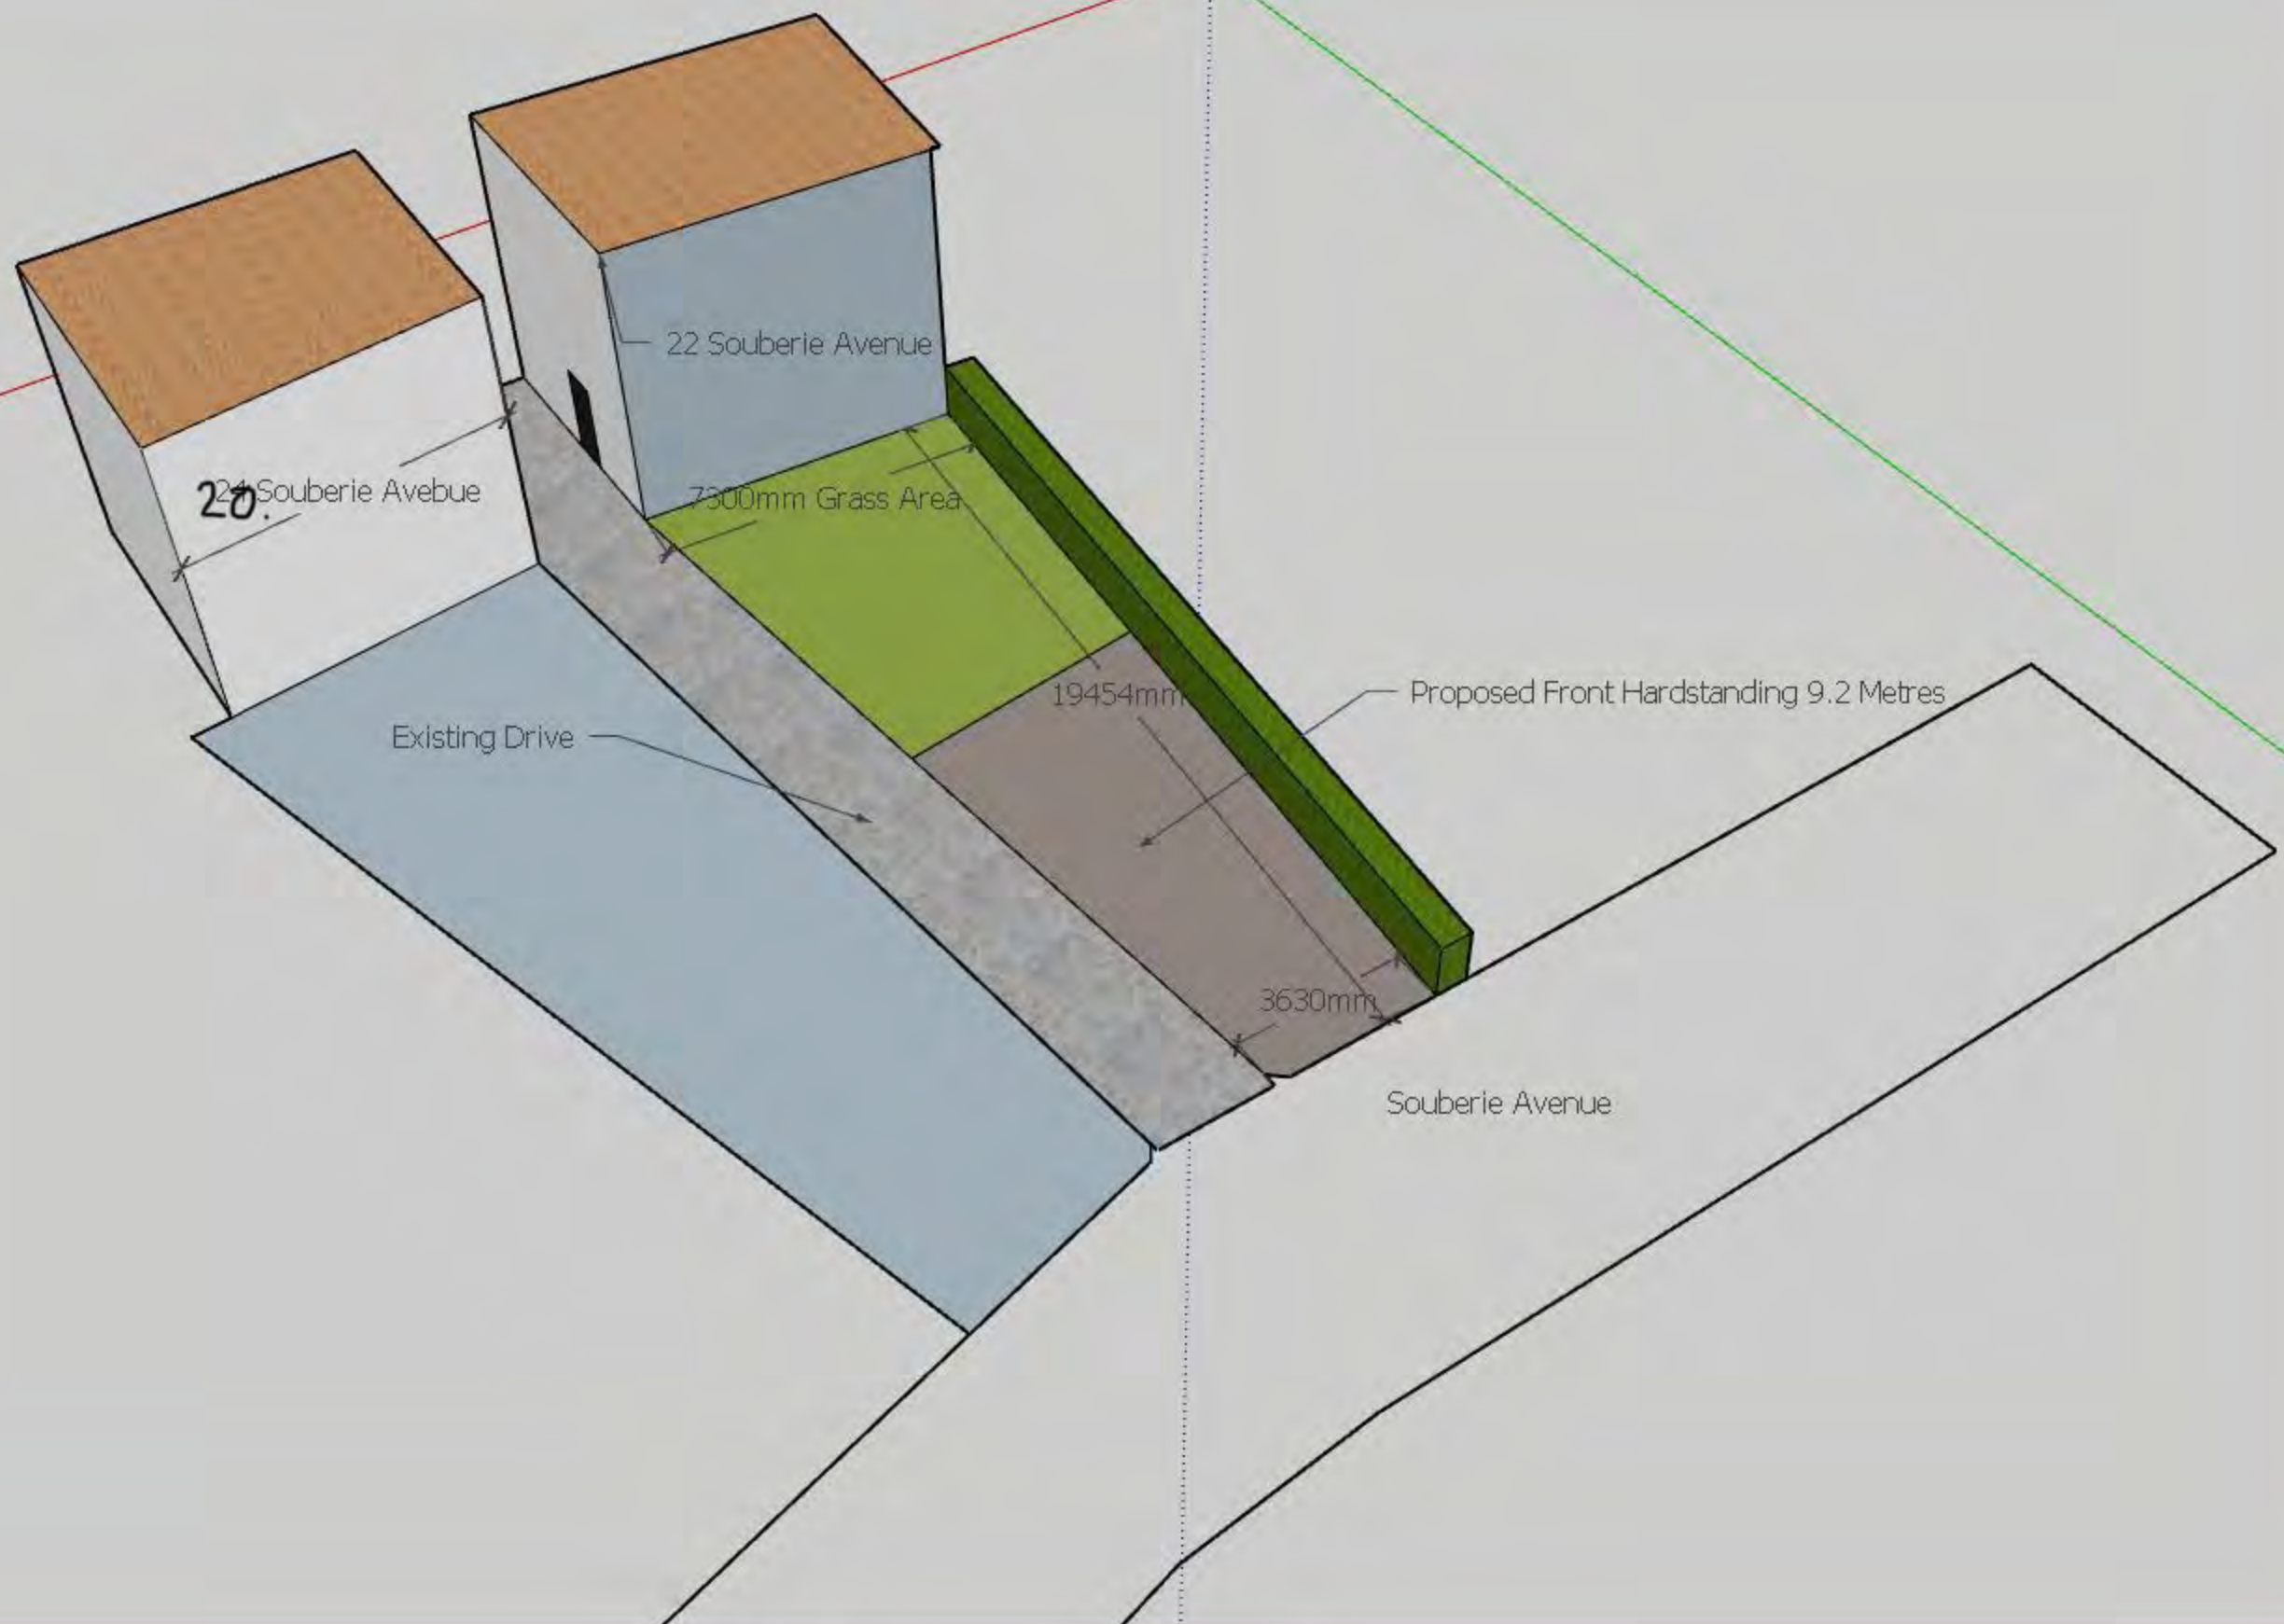 22 Souberie Avenue
24 Souberie Avebue
20.
7300mm Grass Area
19454mm
Proposed Front Hardstanding 9.2 Metres
Existing Drive
3630mm
Souberie Avenue